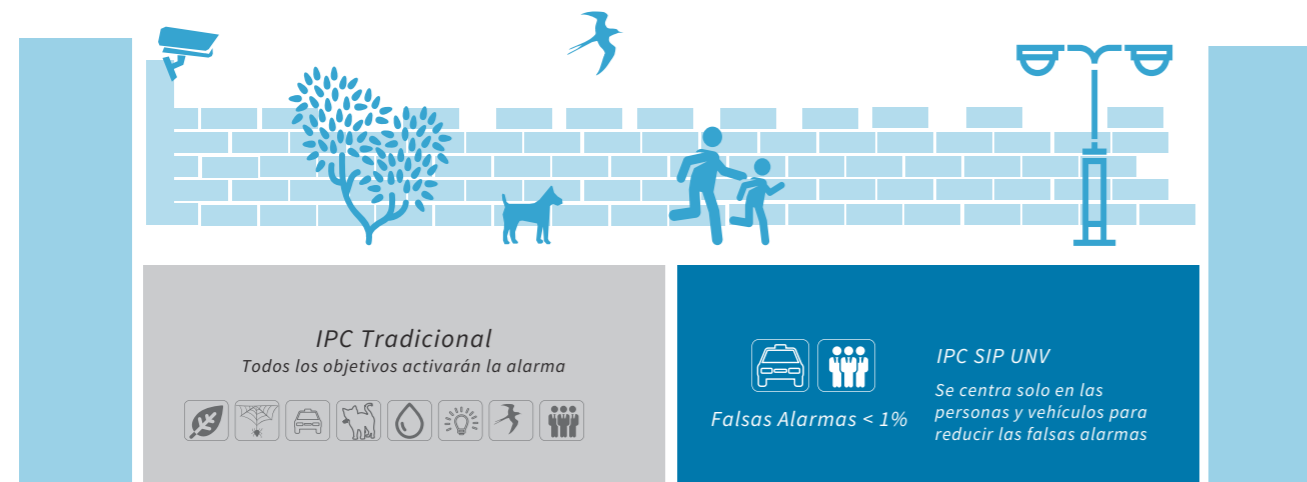 IPC Tradicional
Todos los objetivos activarán la alarma
Falsas Alarmas < 1%
IPC SIP UNV
Se centra solo en las
personas y vehículos para
reducir las falsas alarmas